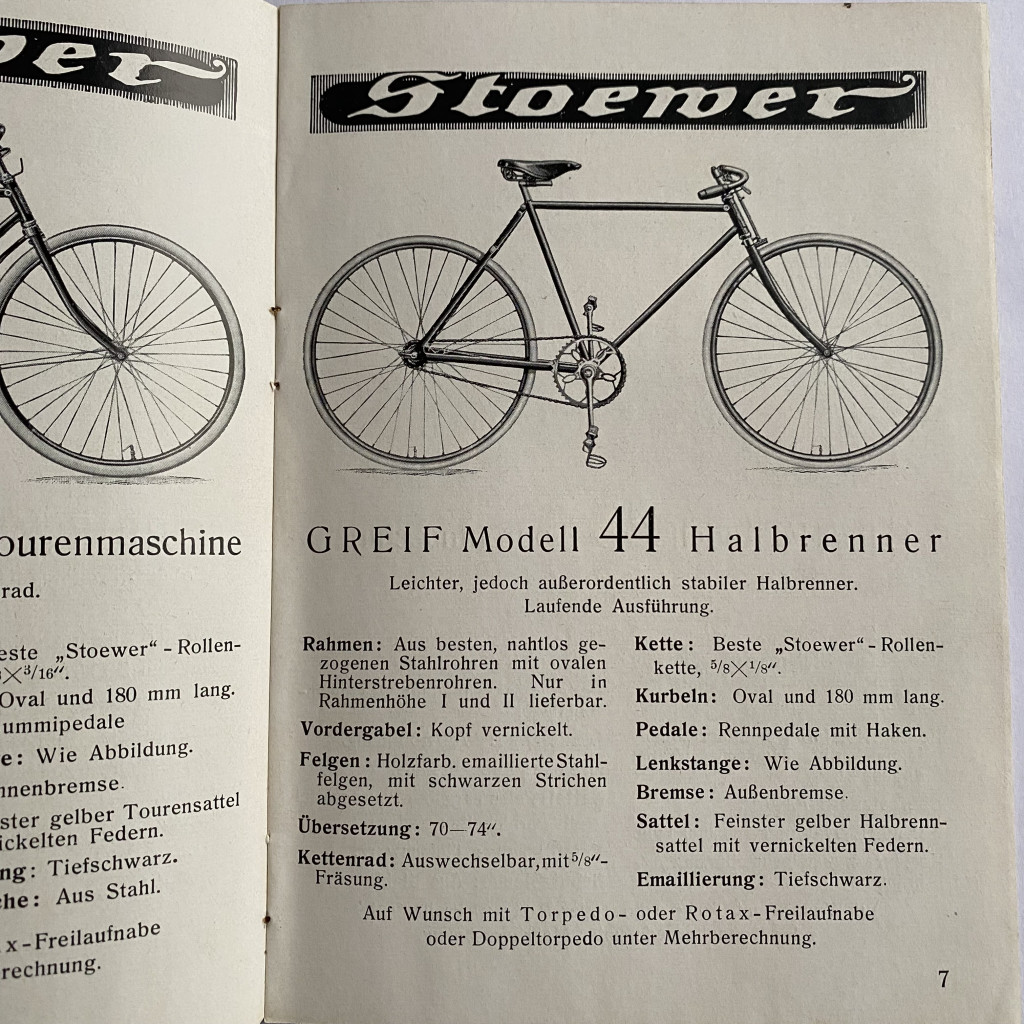 ourenmaschine
rad.
este „Stoewer“ - Rollen-
×3/16“.
Oval und 180 mm lang.
ummipedale
e: Wie Abbildung.
nnenbremse.
ster gelber Tourensattel
ickelten Federn.
ng: Tiefschwarz.
he: Aus Stahl.
x-Freilaufnabe
rechnung.
Stoewer
GREIF Modell 44 Halbrenner
Leichter, jedoch außerordentlich stabiler Halbrenner.
Laufende Ausführung.
Rahmen: Aus besten, nahtlos ge-
zogenen Stahlrohren mit ovalen
Hinterstrebenrohren. Nur in
Rahmenhöhe I und II lieferbar.
Vordergabel: Kopf vernickelt.
Felgen: Holzfarb. emaillierte Stahl-
felgen, mit schwarzen Strichen
abgesetzt.
Übersetzung: 70—74“.
Kettenrad: Auswechselbar, mit 5/8“-
Fräsung.
Kette: Beste „Stoewer“-Rollen-
kette, 5/8×1/8“.
Kurbeln: Oval und 180 mm lang.
Pedale: Rennpedale mit Haken.
Lenkstange: Wie Abbildung.
Bremse: Außenbremse.
Sattel: Feinster gelber Halbrenn-
sattel mit vernickelten Federn.
Emaillierung: Tiefschwarz.
Auf Wunsch mit Torpedo- oder Rotax-Freilaufnabe
oder Doppeltorpedo unter Mehrberechnung.
7